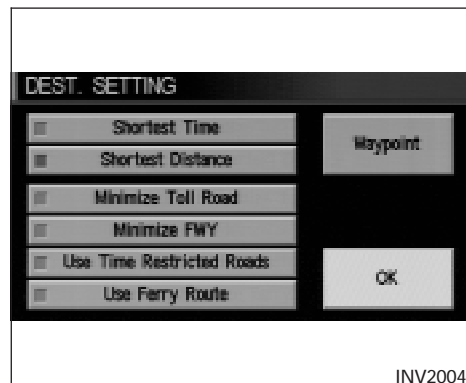 DEST. SETTING
Shortest Time
Shortest Distance
Waypoint
Minimize Toll Road
Minimize FWY
Use Time Restricted Roads
Use Ferry Route
OK
INV2004